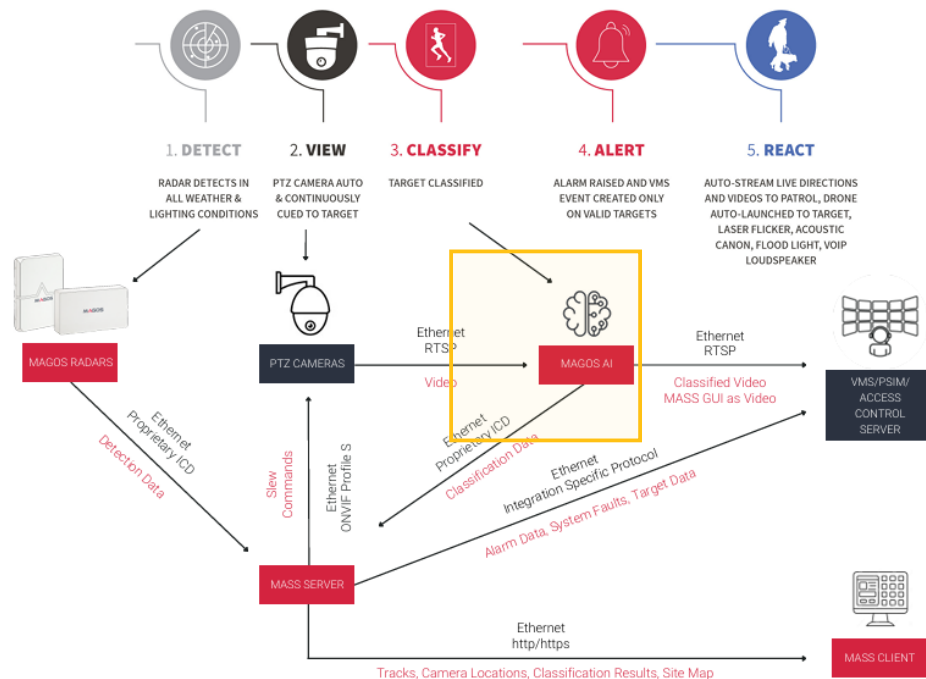 1. DETECT
2. VIEW
3. CLASSIFY
4. ALERT
5. REACT
RADAR DETECTS IN
ALL WEATHER &
LIGHTING CONDITIONS
PTZ CAMERA AUTO
& CONTINUOUSLY
CUED TO TARGET
TARGET CLASSIFIED
ALARM RAISED AND VMS
EVENT CREATED ONLY
ON VALID TARGETS
AUTO-STREAM LIVE DIRECTIONS
AND VIDEOS TO PATROL, DRONE
AUTO-LAUNCHED TO TARGET,
LASER FLICKER, ACOUSTIC
CANON, FLOOD LIGHT, VOIP
LOUDSPEAKER
MAGOS
MAGOS RADARS
PTZ CAMERAS
Ethernet
RTSP
Video
MAGOS AI
Ethernet
RTSP
Classified Video
MASS GUI as Video
VMS/PSIM/
ACCESS
CONTROL
SERVER
Ethernet
Proprietary ICD
Detection Data
Slew
Commands
Ethernet
ONVIF Profile S
Ethernet
Proprietary ICD
Classification Data
Ethernet
Integration Specific Protocol
Alarm Data, System Faults, Target Data
MASS SERVER
Ethernet
http/https
Tracks, Camera Locations, Classification Results, Site Map
MASS CLIENT